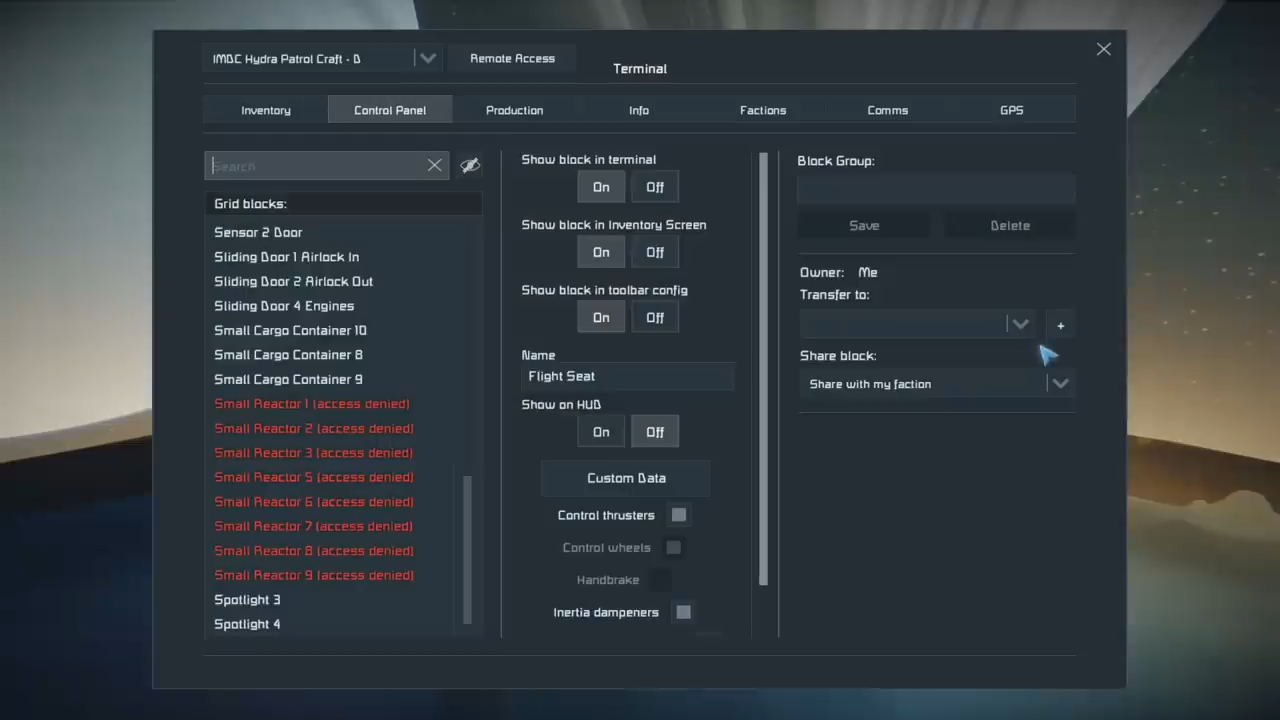 IMDC Hydra Patrol Craft - D
Remote Access
Terminal
Inventory
Control Panel
Production
Info
Factions
Comms
GPS
Search
Grid blocks:
Sensor 2 Door
Sliding Door 1 Airlock In
Sliding Door 2 Airlock Out
Sliding Door 4 Engines
Small Cargo Container 10
Small Cargo Container 8
Small Cargo Container 9
Small Reactor 1 (access denied)
Small Reactor 2 (access denied)
Small Reactor 3 (access denied)
Small Reactor 5 (access denied)
Small Reactor 6 (access denied)
Small Reactor 7 (access denied)
Small Reactor 8 (access denied)
Small Reactor 9 (access denied)
Spotlight 3
Spotlight 4
Show block in terminal
On Off
Show block in Inventory Screen
On Off
Show block in toolbar config
On Off
Name
Flight Seat
Show on HUD
On Off
Custom Data
Control thrusters
Control wheels
Handbrake
Inertia dampeners
Block Group:
Save Delete
Owner: Me
Transfer to:
+
Share block:
Share with my faction